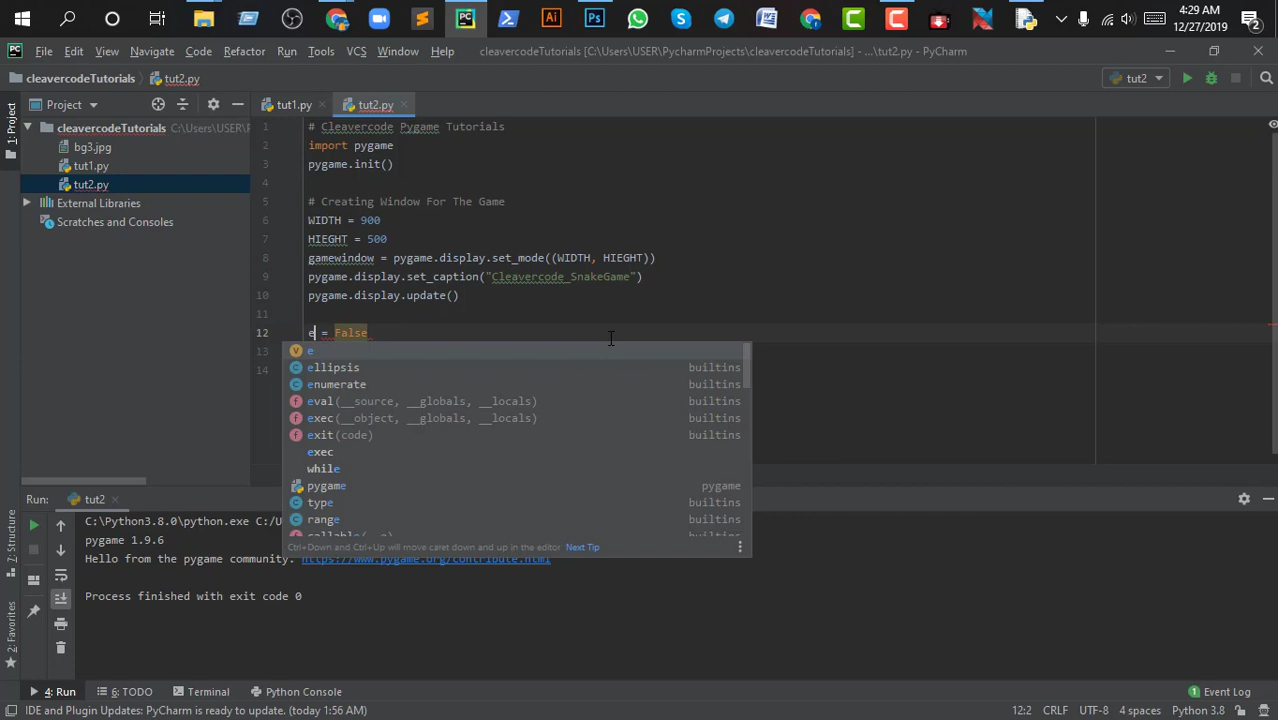 4:29 AM
12/27/2019
2
File Edit View Navigate Code Refactor Run Tools VCS Window Help cleavercodeTutorials [C:\Users\USER\PycharmProjects\cleavercodeTutorials] - ...\tut2.py - PyCharm
cleavercodeTutorials tut2.py
tut2
Project
tut1.py tut2.py
1: Project
cleavercodeTutorials C:\Users\USER\P
bg3.jpg
tut1.py
tut2.py
External Libraries
Scratches and Consoles
1 # Cleavercode Pygame Tutorials
2 import pygame
3 pygame.init()
4
5 # Creating Window For The Game
6 WIDTH = 900
7 HIEGHT = 500
8 gamewindow = pygame.display.set_mode((WIDTH, HIEGHT))
9 pygame.display.set_caption("Cleavercode_SnakeGame")
10 pygame.display.update()
11
12 e = False
13
14
e
ellipsis builtins
enumerate builtins
eval(__source, __globals, __locals) builtins
exec(__object, __globals, __locals) builtins
exit(code) builtins
exec
while
pygame pygame
type builtins
range builtins
builtins
Ctrl+Down and Ctrl+Up will move caret down and up in the editor Next Tip
Run: tut2
C:\Python3.8.0\python.exe C:/U
pygame 1.9.6
Hello from the pygame community. https://www.pygame.org/contribute.html
Process finished with exit code 0
7: Structure
2: Favorites
4: Run 6: TODO Terminal Python Console 1 Event Log
IDE and Plugin Updates: PyCharm is ready to update. (today 1:56 AM) 12:2 CRLF UTF-8 4 spaces Python 3.8